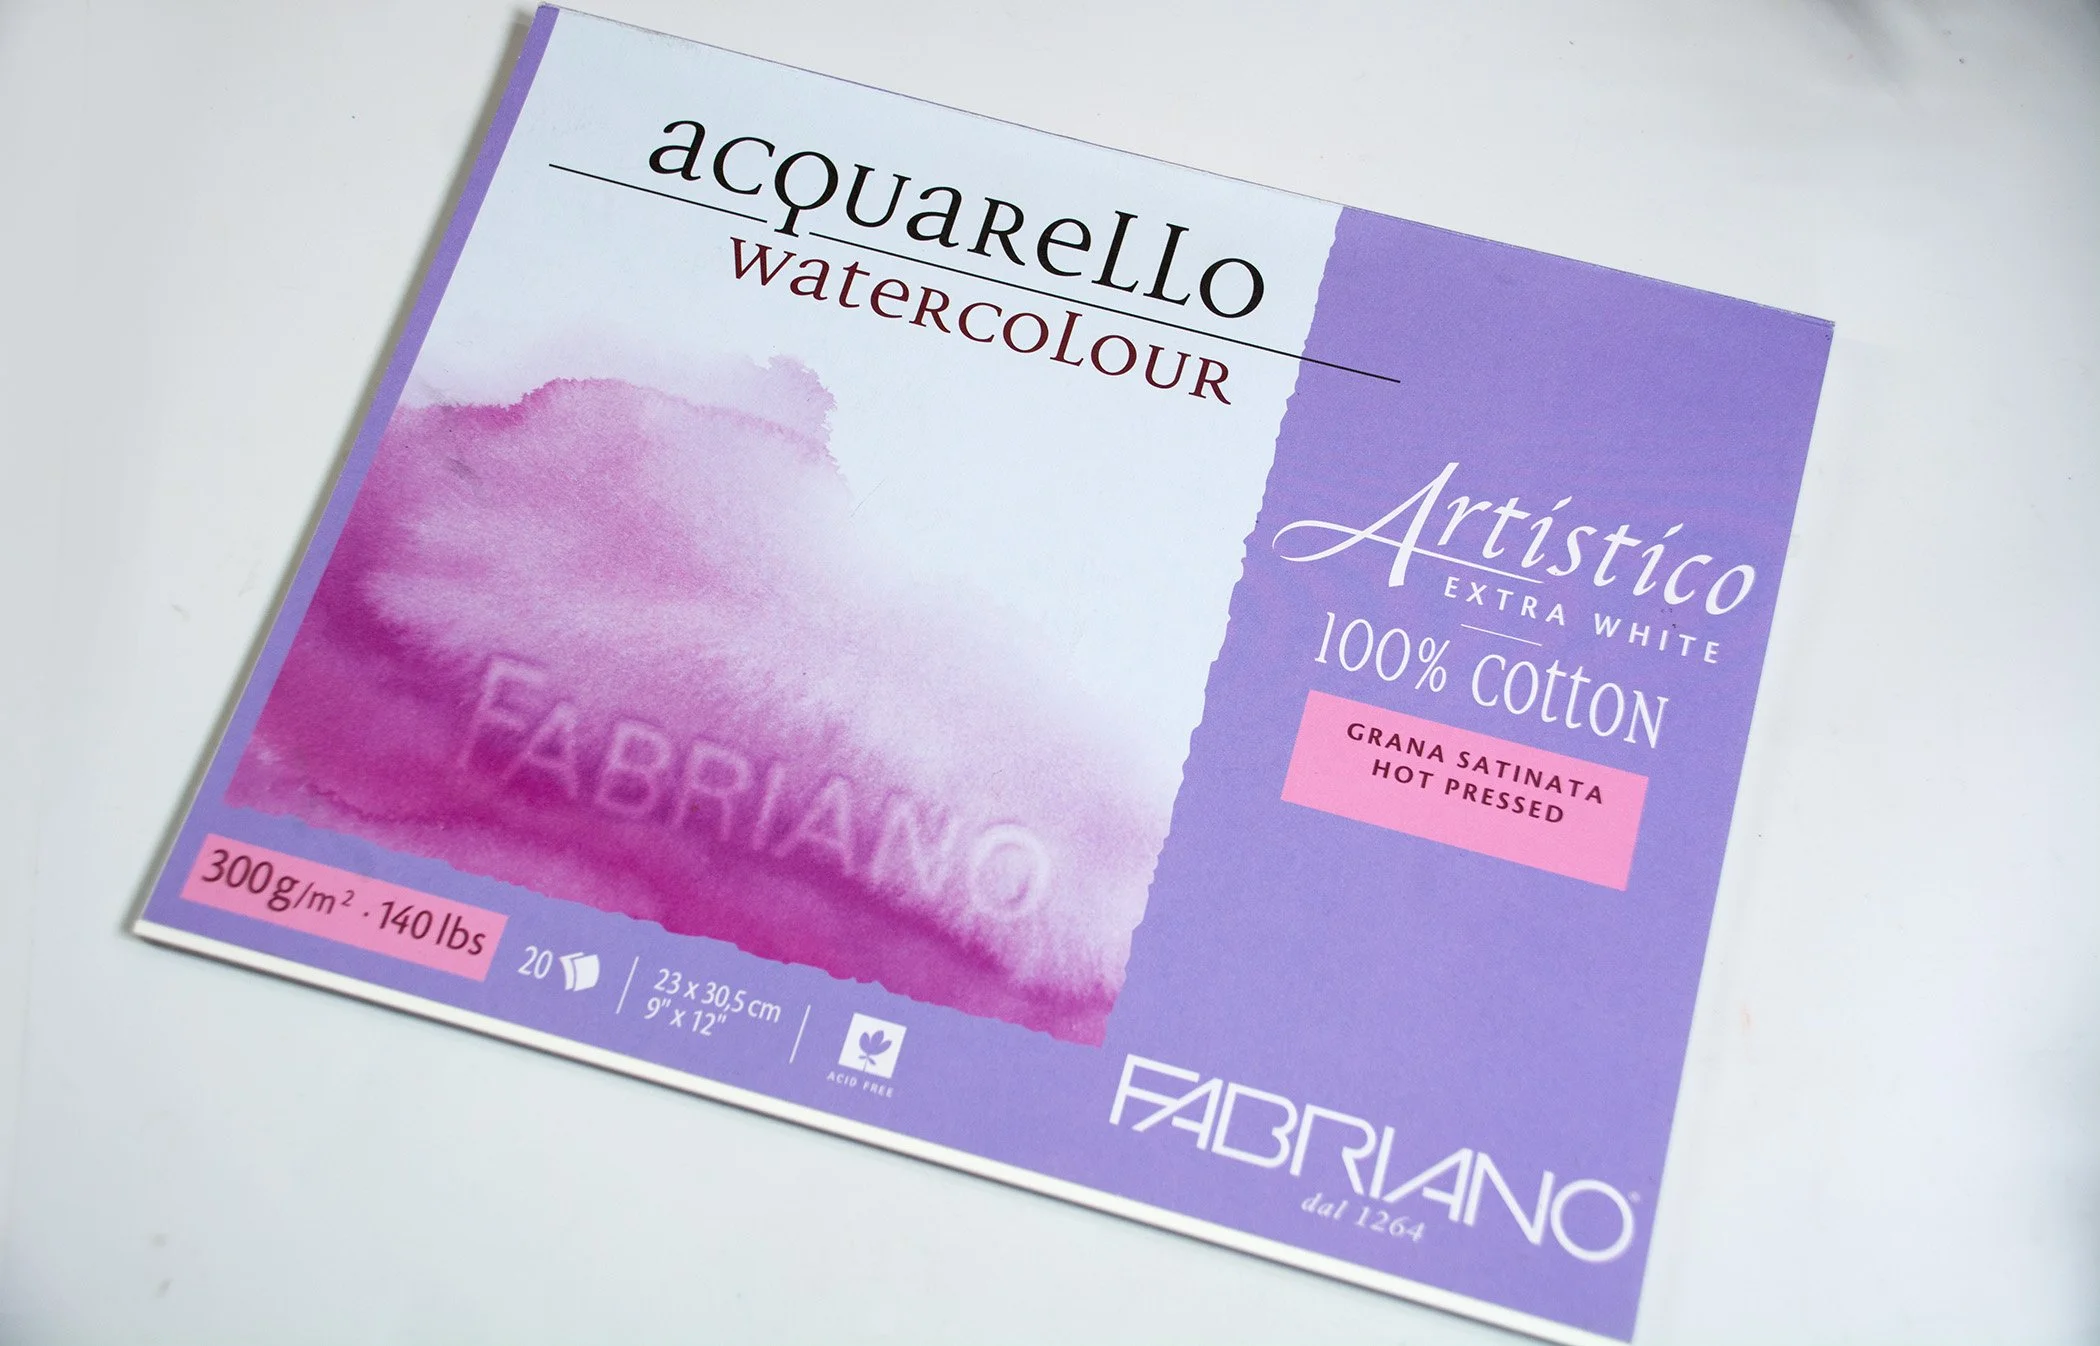 acquarello
watercolour
Artistico
EXTRA WHITE
100% COTTON
GRANA SATINATA
HOT PRESSED
FABRIANO
300g/m² · 140 lbs
20
23 x 30,5 cm
9" x 12"
ACID FREE
FABRIANO®
dal 1264